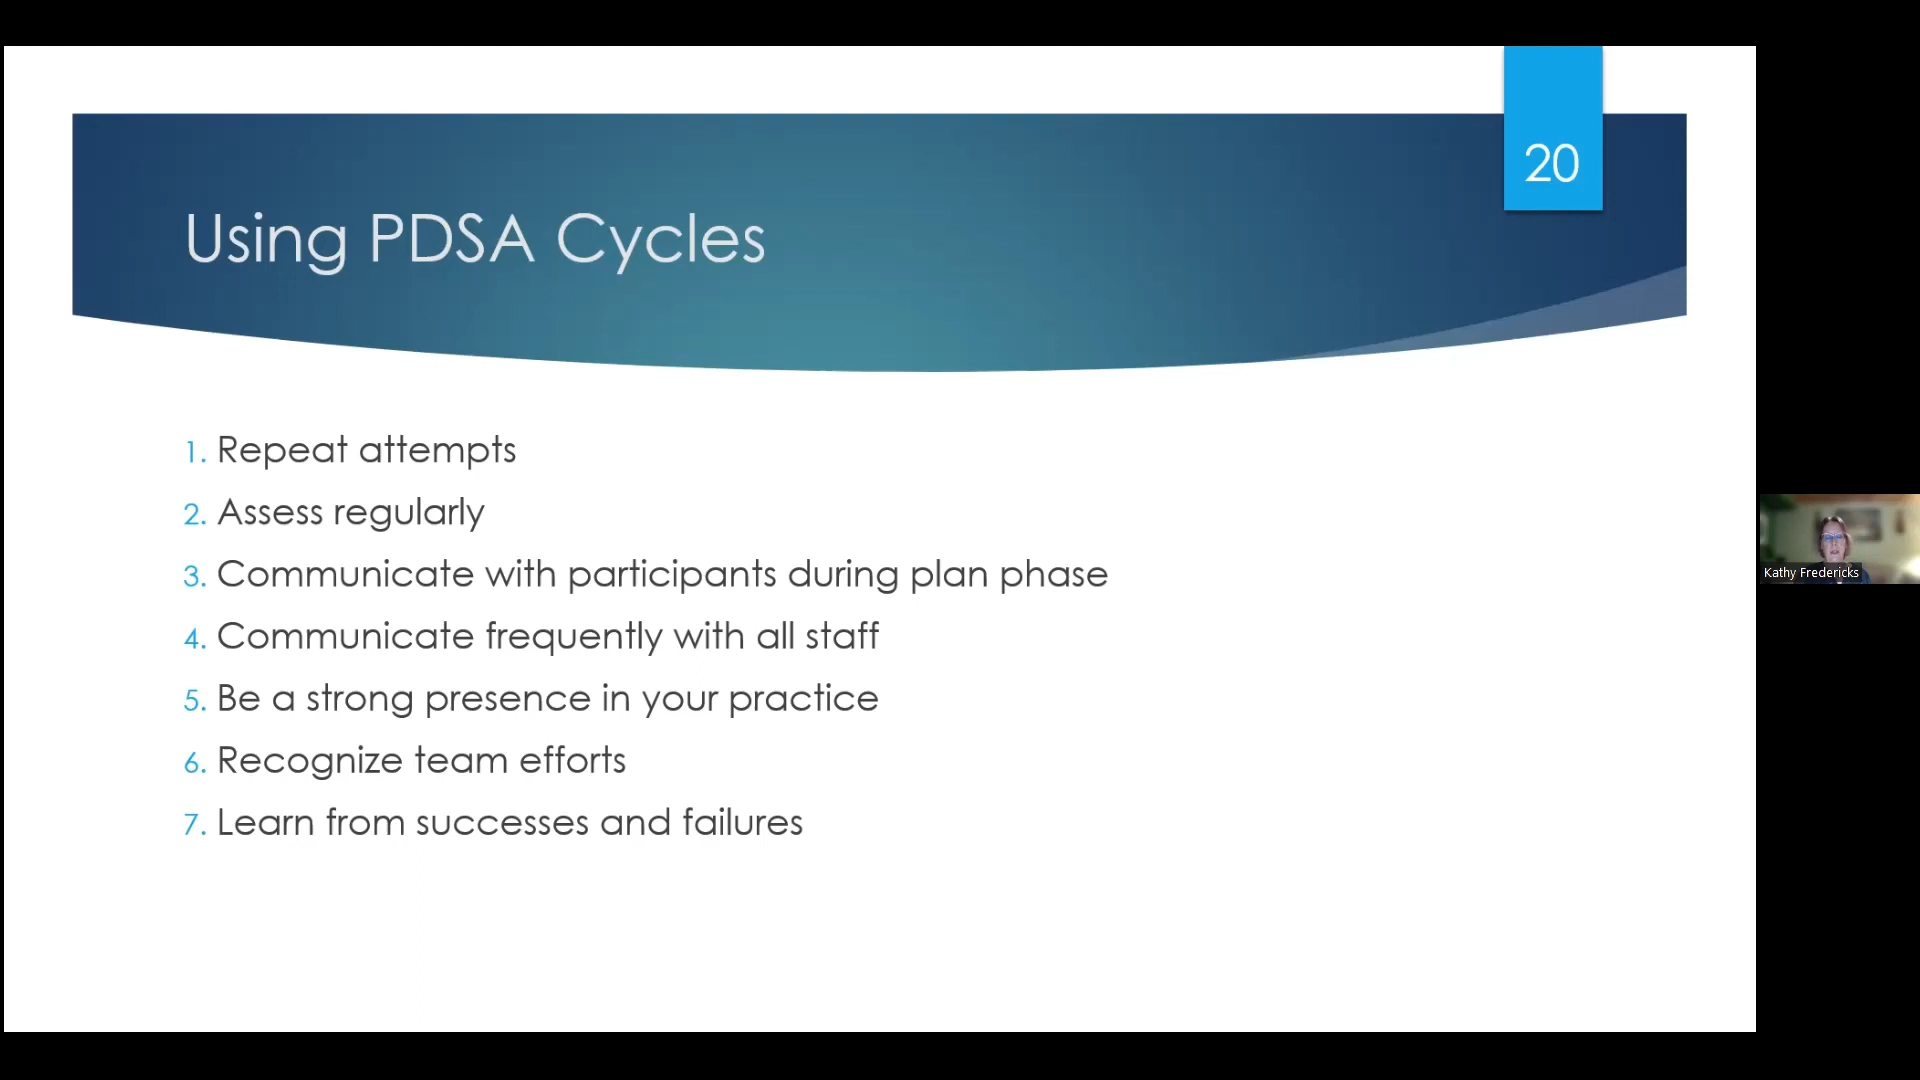 20
Using PDSA Cycles
1. Repeat attempts
2. Assess regularly
3. Communicate with participants during plan phase
4. Communicate frequently with all staff
5. Be a strong presence in your practice
6. Recognize team efforts
7. Learn from successes and failures
Kathy Fredericks